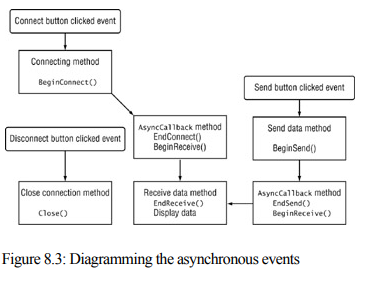 Connect button clicked event
Connecting method
BeginConnect()
Send button clicked event
Disconnect button clicked event
AsyncCallback method
EndConnect()
BeginReceive()
Send data method
BeginSend()
Close connection method
Close()
Receive data method
EndReceive()
Display data
AsyncCallback method
EndSend()
BeginReceive()
Figure 8.3: Diagramming the asynchronous events